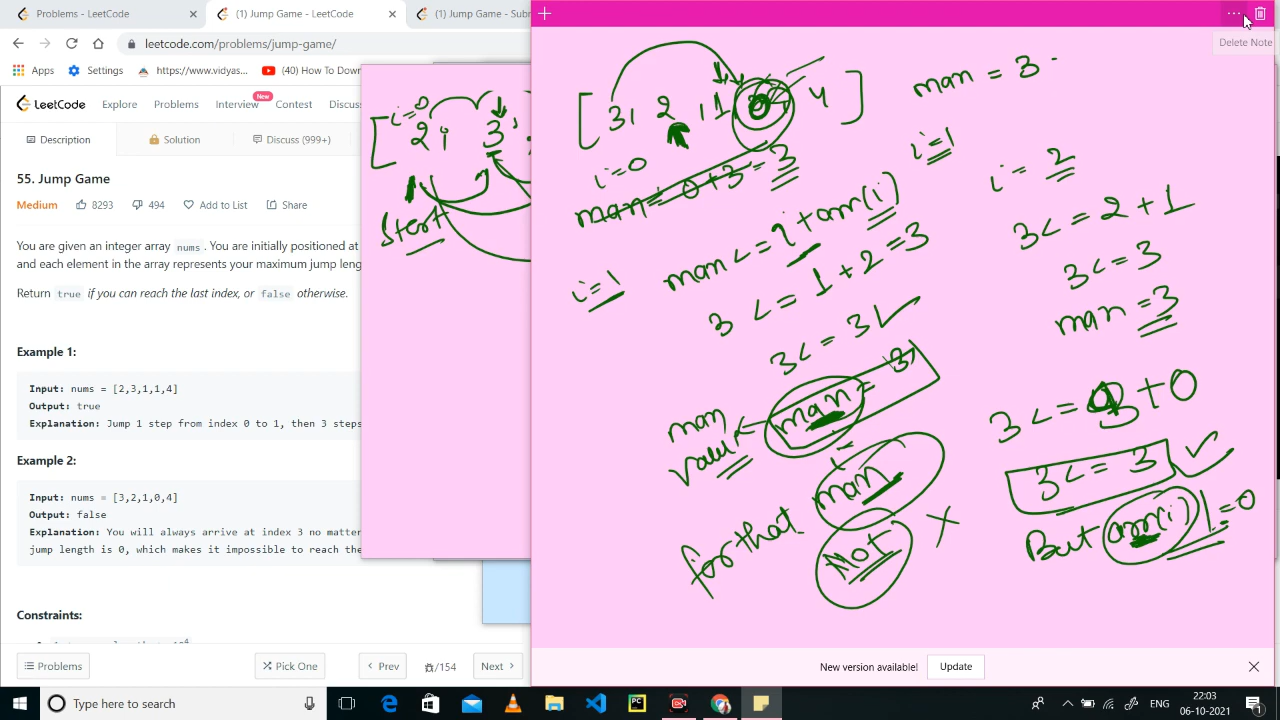 Problems - LeetCode
(1) Jump Game - LeetCode
(1) Jump Game - Su
leetcode.com/problems/jump-game/
Apps
Settings
https://www.vidyas...
(40) How To Down
LeetCode
Explore
Problems
Interview
New
Contest
Discuss
Description
Solution
Discuss (999+)
55. Jump Game
Medium
8293
494
Add to List
Share
You are given an integer array nums. You are initially positioned at
and each element in the array represents your maximum jump leng
Return true if you can reach the last index, or false otherwise.
Example 1:
Input: nums = [2,3,1,1,4]
Output: true
Explanation: Jump 1 step from index 0 to 1, then 3 steps
Example 2:
Input: nums = [3,2,1,0,4]
Output: false
Explanation: You will always arrive at index 3 no matter
jump length is 0, which makes it impossible to reach the
Constraints:
Problems
Pick One
Prev
/154
Next
i=0
[ 2, 3,
Start
Delete Note
[ 3, 2, 1, 0, 4 ]
man = 3
i=0
man = 0+3 = 3
i=1
i = 2
man <= i + arr(i)
3 <= 2 + 1
i=1
3 <= 1 + 2 = 3
3 <= 3
3 <= 3
man = 3
man = 3
man value
3 <= 3 + 0
man
3 <= 3
for that
Not
But arr(i) != 0
New version available!
Update
Type here to search
ENG
22:03
06-10-2021
1